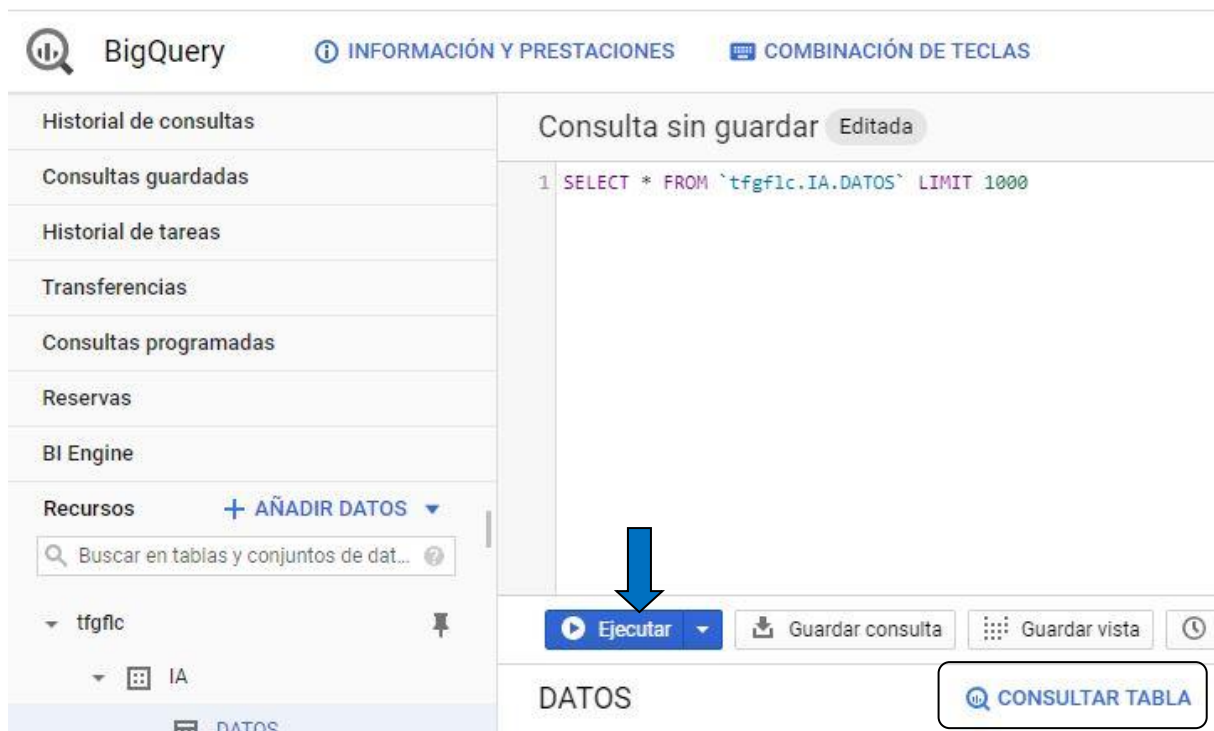 BigQuery
INFORMACIÓN Y PRESTACIONES
COMBINACIÓN DE TECLAS
Historial de consultas
Consultas guardadas
Historial de tareas
Transferencias
Consultas programadas
Reservas
BI Engine
Recursos
AÑADIR DATOS
Buscar en tablas y conjuntos de dat...
tfgflc
IA
DATOS
Consulta sin guardar Editada
1 SELECT * FROM `tfgflc.IA.DATOS` LIMIT 1000
Ejecutar
Guardar consulta
Guardar vista
DATOS
CONSULTAR TABLA